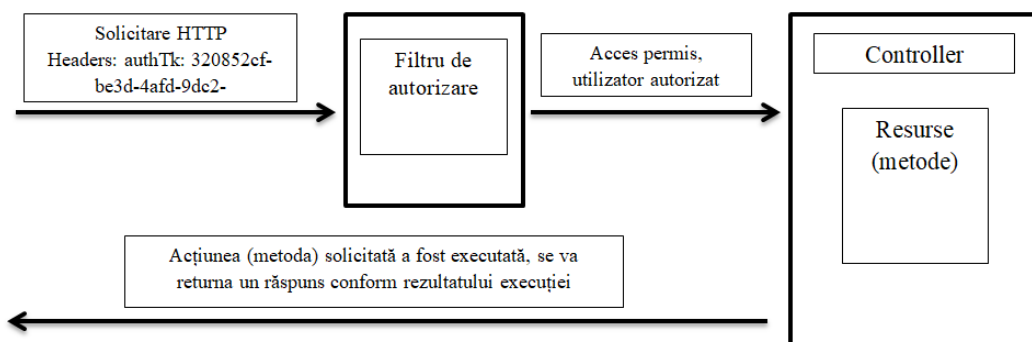 Solicitare HTTP
Headers: authTk: 320852cf-
be3d-4afd-9dc2-
Filtru de
autorizare
Acces permis,
utilizator autorizat
Controller
Resurse
(metode)
Acțiunea (metoda) solicitată a fost executată, se va
returna un răspuns conform rezultatului execuției